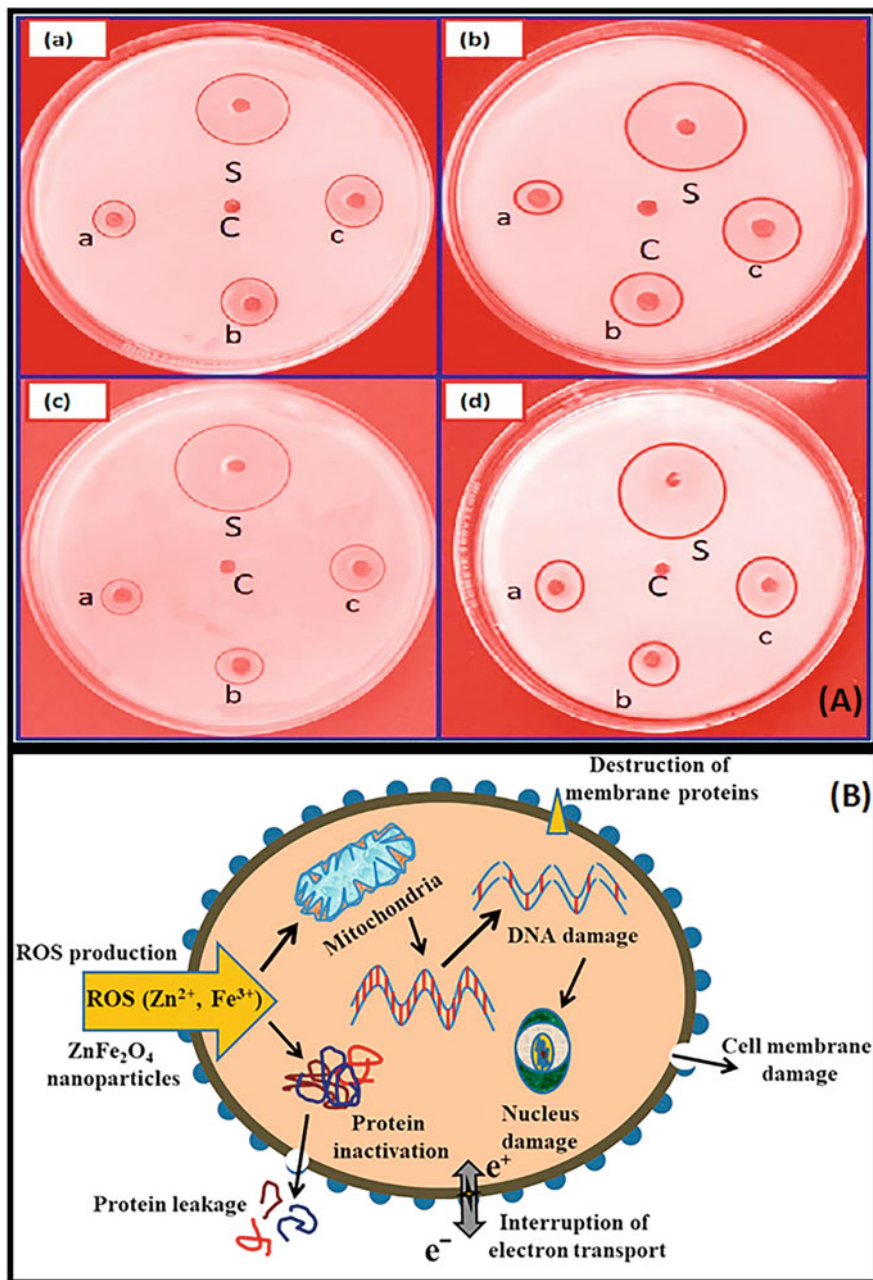 (a)
S
a
C
c
b
(b)
S
a
C
c
b
(c)
S
a
C
c
b
(d)
S
a
C
c
b
(A)
(B)
Destruction of
membrane proteins
Mitochondria
DNA damage
ROS production
ROS (Zn²⁺, Fe³⁺)
ZnFe₂O₄
nanoparticles
Cell membrane
damage
Protein
inactivation
Nucleus
damage
Protein leakage
e⁺
e⁻
Interruption of
electron transport